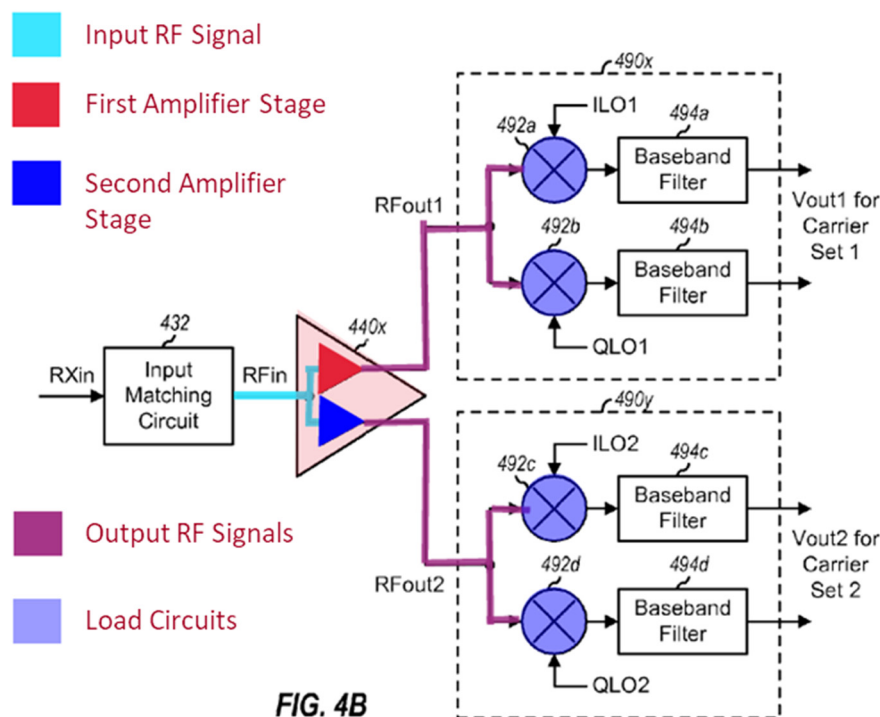 Input RF Signal
First Amplifier Stage
Second Amplifier
Stage
Output RF Signals
Load Circuits
RXin
432
Input
Matching
Circuit
RFin
440x
RFout1
RFout2
490x
ILO1
492a
494a
Baseband
Filter
492b
494b
Baseband
Filter
QLO1
Vout1 for
Carrier
Set 1
490y
ILO2
492c
494c
Baseband
Filter
492d
494d
Baseband
Filter
QLO2
Vout2 for
Carrier
Set 2
FIG. 4B